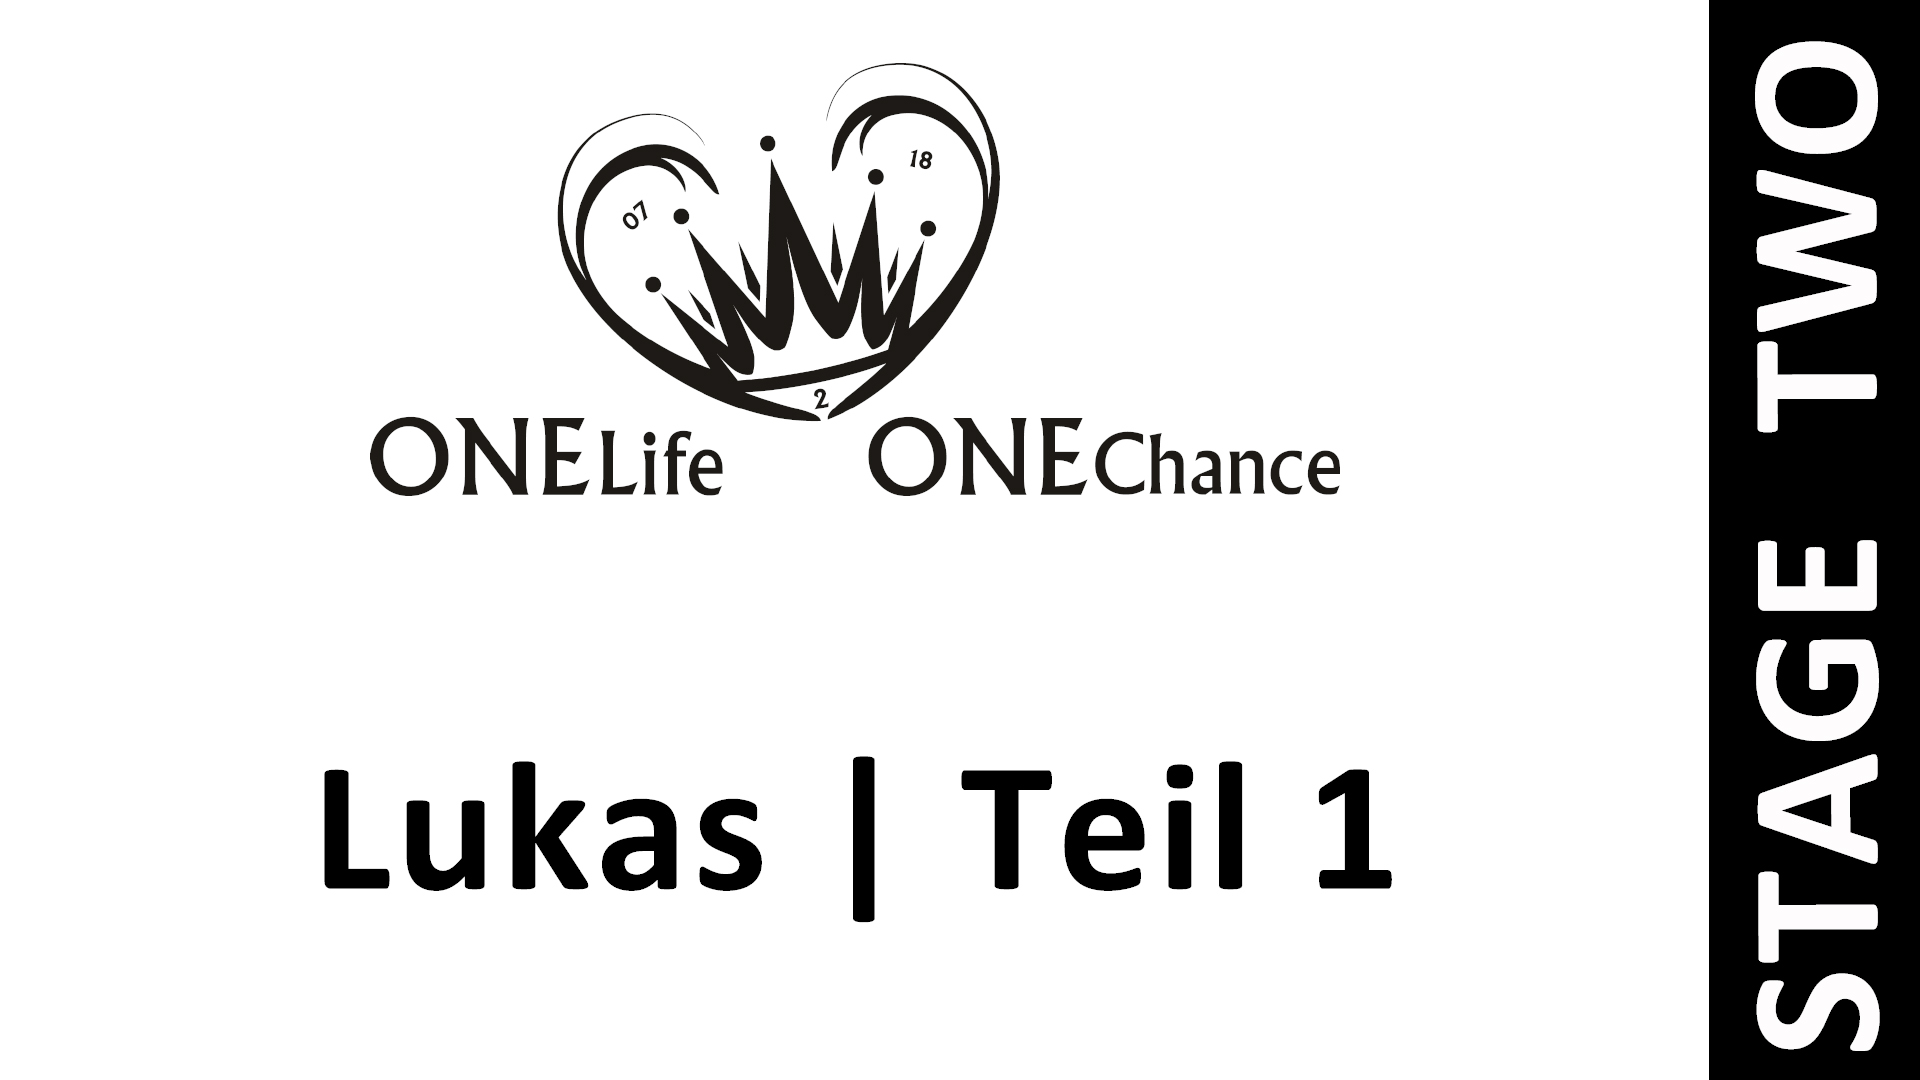 07
18
2
ONELife ONEChance
Lukas | Teil 1
STAGE TWO